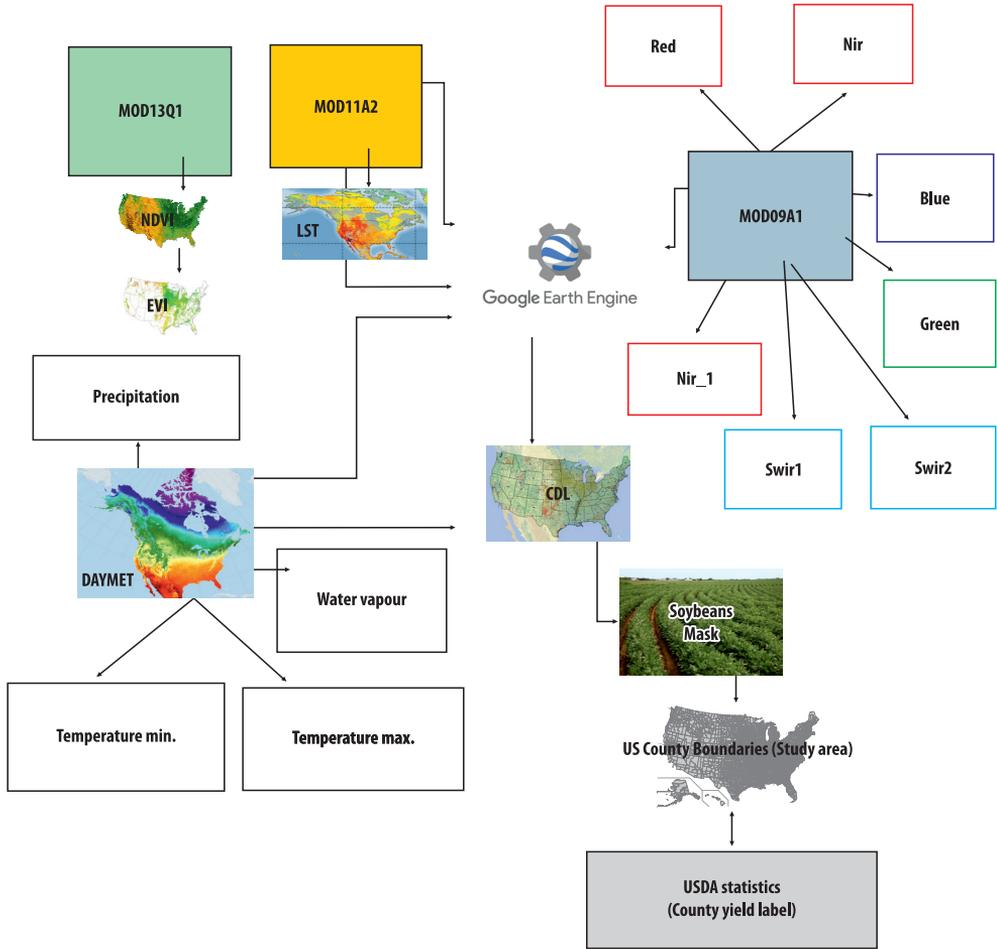 Red
Nir
MOD13Q1
MOD11A2
MOD09A1
Blue
NDVI
LST
EVI
Google Earth Engine
Green
Nir_1
Precipitation
Swir1
Swir2
CDL
DAYMET
Water vapour
Soybeans
Mask
Temperature min.
Temperature max.
US County Boundaries (Study area)
USDA statistics
(County yield label)